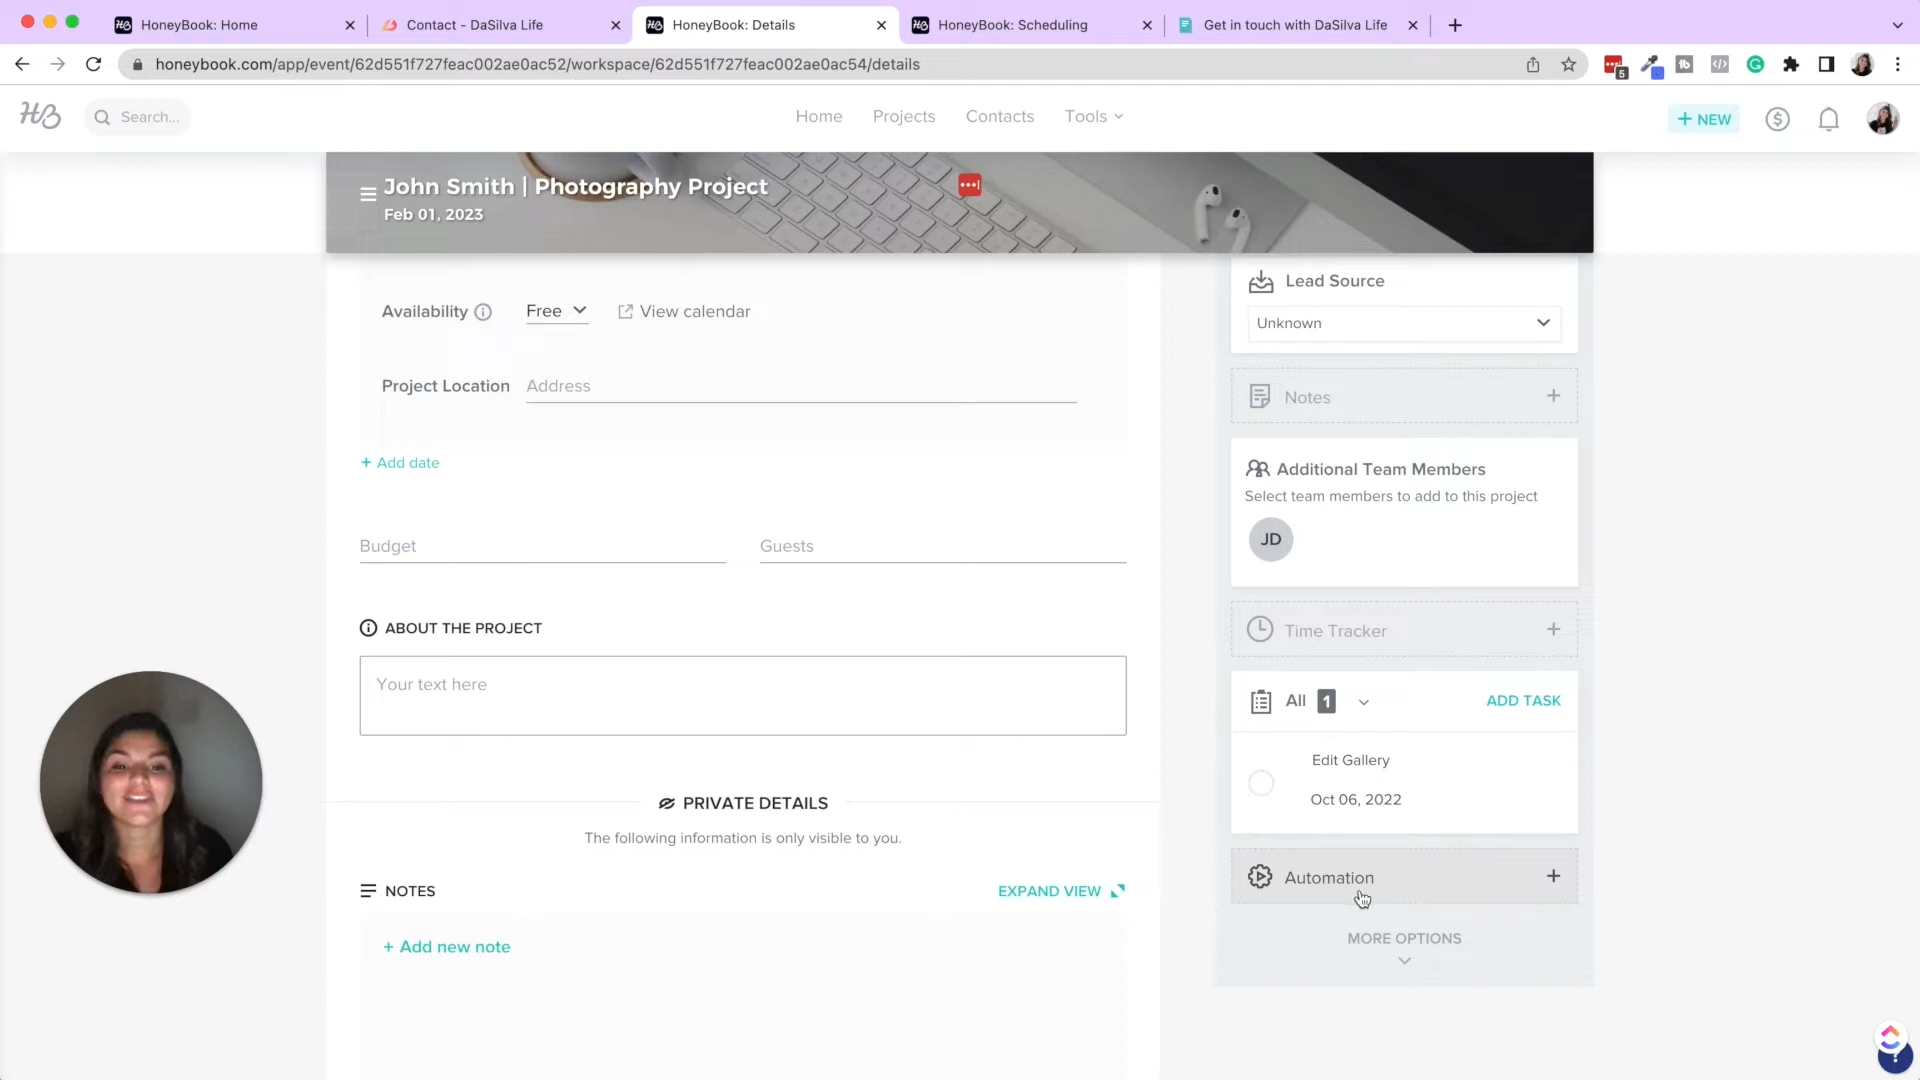 HB HoneyBook: Home
Contact - DaSilva Life
HB HoneyBook: Details
HB HoneyBook: Scheduling
Get in touch with DaSilva Life
honeybook.com/app/event/62d551f727feac002ae0ac52/workspace/62d551f727feac002ae0ac54/details
5
HB
Search...
Home
Projects
Contacts
Tools
+ NEW
John Smith | Photography Project
Feb 01, 2023
Availability
Free
View calendar
Project Location
Address
+ Add date
Budget
Guests
ABOUT THE PROJECT
Your text here
PRIVATE DETAILS
The following information is only visible to you.
NOTES
EXPAND VIEW
+ Add new note
Lead Source
Unknown
Notes +
Additional Team Members
Select team members to add to this project
JD
Time Tracker +
All 1
ADD TASK
Edit Gallery
Oct 06, 2022
Automation +
MORE OPTIONS
?